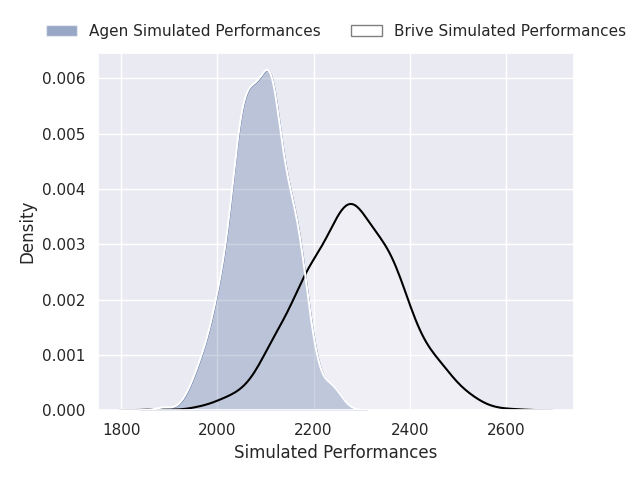 Agen Simulated Performances Brive Simulated Performances
0.006
0.005
0.004
0.003
0.002
0.001
0.000
Density
1800 2000 2200 2400 2600
Simulated Performances